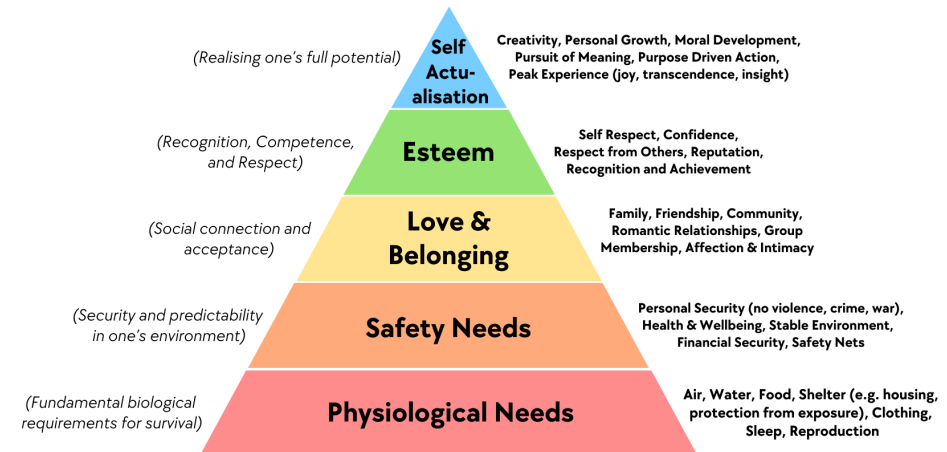 (Realising one's full potential)
Self
Actu-
alisation
Creativity, Personal Growth, Moral Development,
Pursuit of Meaning, Purpose Driven Action,
Peak Experience (joy, transcendence, insight)
(Recognition, Competence,
and Respect)
Esteem
Self Respect, Confidence,
Respect from Others, Reputation,
Recognition and Achievement
(Social connection and
acceptance)
Love &
Belonging
Family, Friendship, Community,
Romantic Relationships, Group
Membership, Affection & Intimacy
(Security and predictability
in one's environment)
Safety Needs
Personal Security (no violence, crime, war),
Health & Wellbeing, Stable Environment,
Financial Security, Safety Nets
(Fundamental biological
requirements for survival)
Physiological Needs
Air, Water, Food, Shelter (e.g. housing,
protection from exposure), Clothing,
Sleep, Reproduction